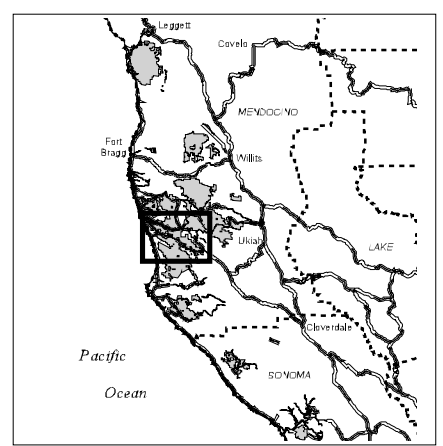 Leggett
Covelo
MENDOCINO
Fort
Bragg
Willits
Ukiah
LAKE
Cloverdale
Pacific
SONOMA
Ocean